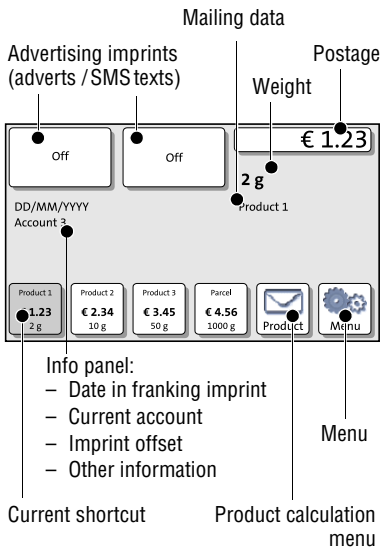 Mailing data
Advertising imprints
(adverts / SMS texts)
Postage
Weight
Off
Off
€ 1.23
2 g
Product 1
DD/MM/YYYY
Account 3
Product 1
1.23
2 g
Product 2
€ 2.34
10 g
Product 3
€ 3.45
50 g
Parcel
€ 4.56
1000 g
Product
Menu
Info panel:
– Date in franking imprint
– Current account
– Imprint offset
– Other information
Menu
Current shortcut
Product calculation
menu